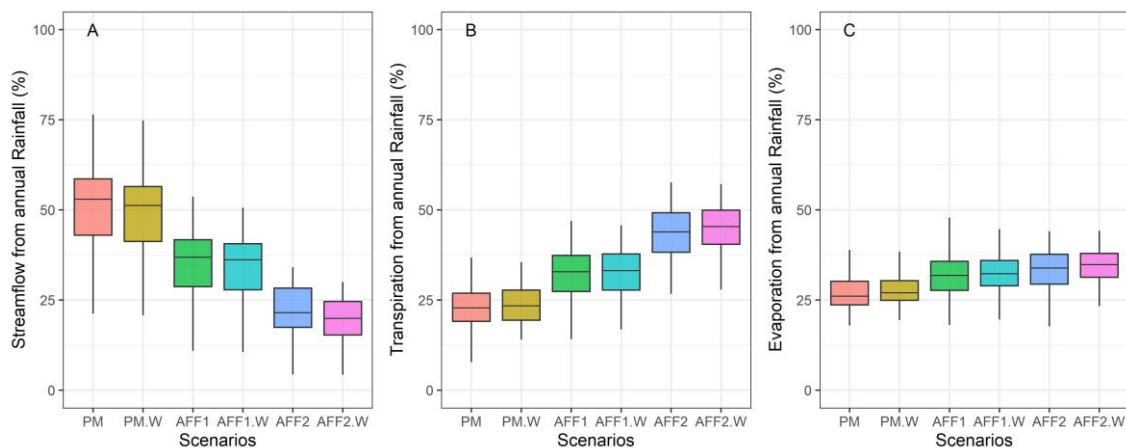 A
100
75
50
25
0
Streamflow from annual Rainfall (%)
PM PM.W AFF1 AFF1.W AFF2 AFF2.W
Scenarios
B
100
75
50
25
0
Transpiration from annual Rainfall (%)
PM PM.W AFF1 AFF1.W AFF2 AFF2.W
Scenarios
C
100
75
50
25
0
Evaporation from annual Rainfall (%)
PM PM.W AFF1 AFF1.W AFF2 AFF2.W
Scenarios